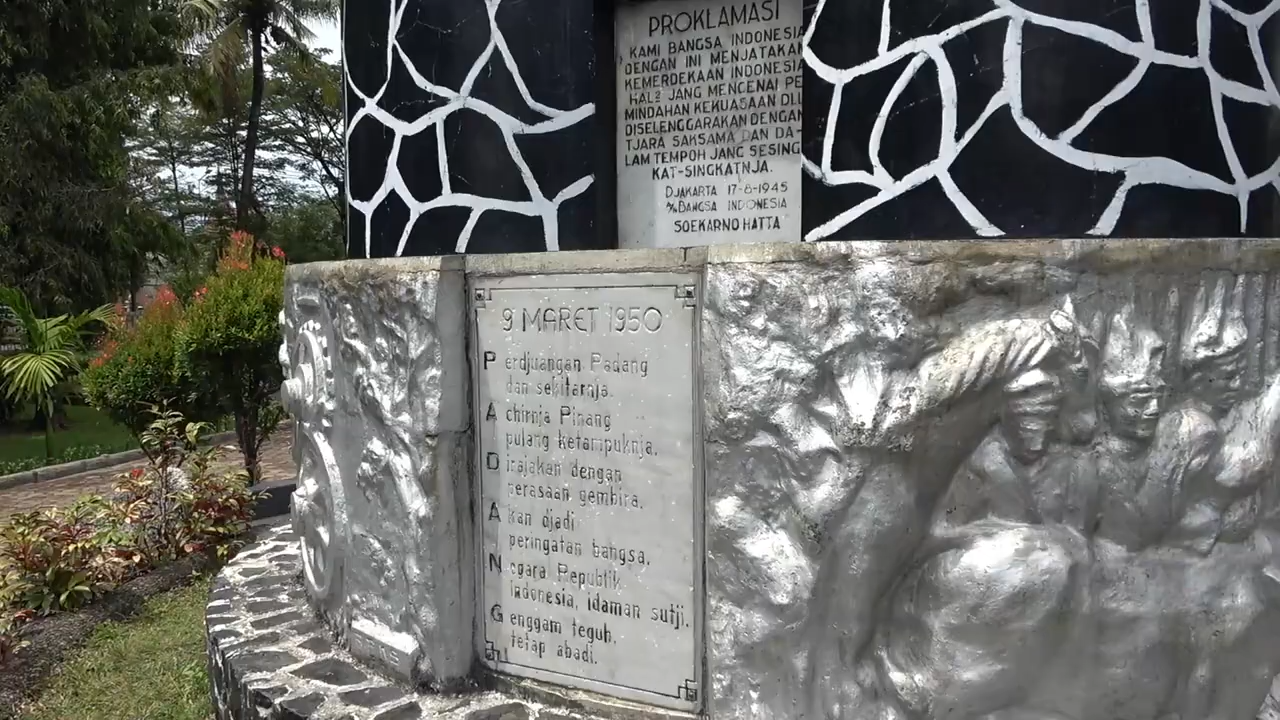 PROKLAMASI
KAMI BANGSA INDONESIA
DENGAN INI MENJATAKAN
KEMERDEKAAN INDONESIA
HAL² JANG MENGENAI PE
MINDAHAN KEKUASAAN DLL
DISELENGGARAKAN DENGAN
TJARA SAKSAMA DAN DA-
LAM TEMPOH JANG SESING
KAT-SINGKATNJA.
DJAKARTA 17-8-1945
A/N BANGSA INDONESIA
SOEKARNO HATTA
9 MARET 1950
Perdjuangan Padang
dan sekitarnja.
Achirnja Pinang
pulang ketampuknja.
Dirajakan dengan
perasaan gembira.
Akan djadi
peringatan bangsa.
Negara Republik
indonesia, idaman sutji.
Genggam teguh.
tetap abadi.